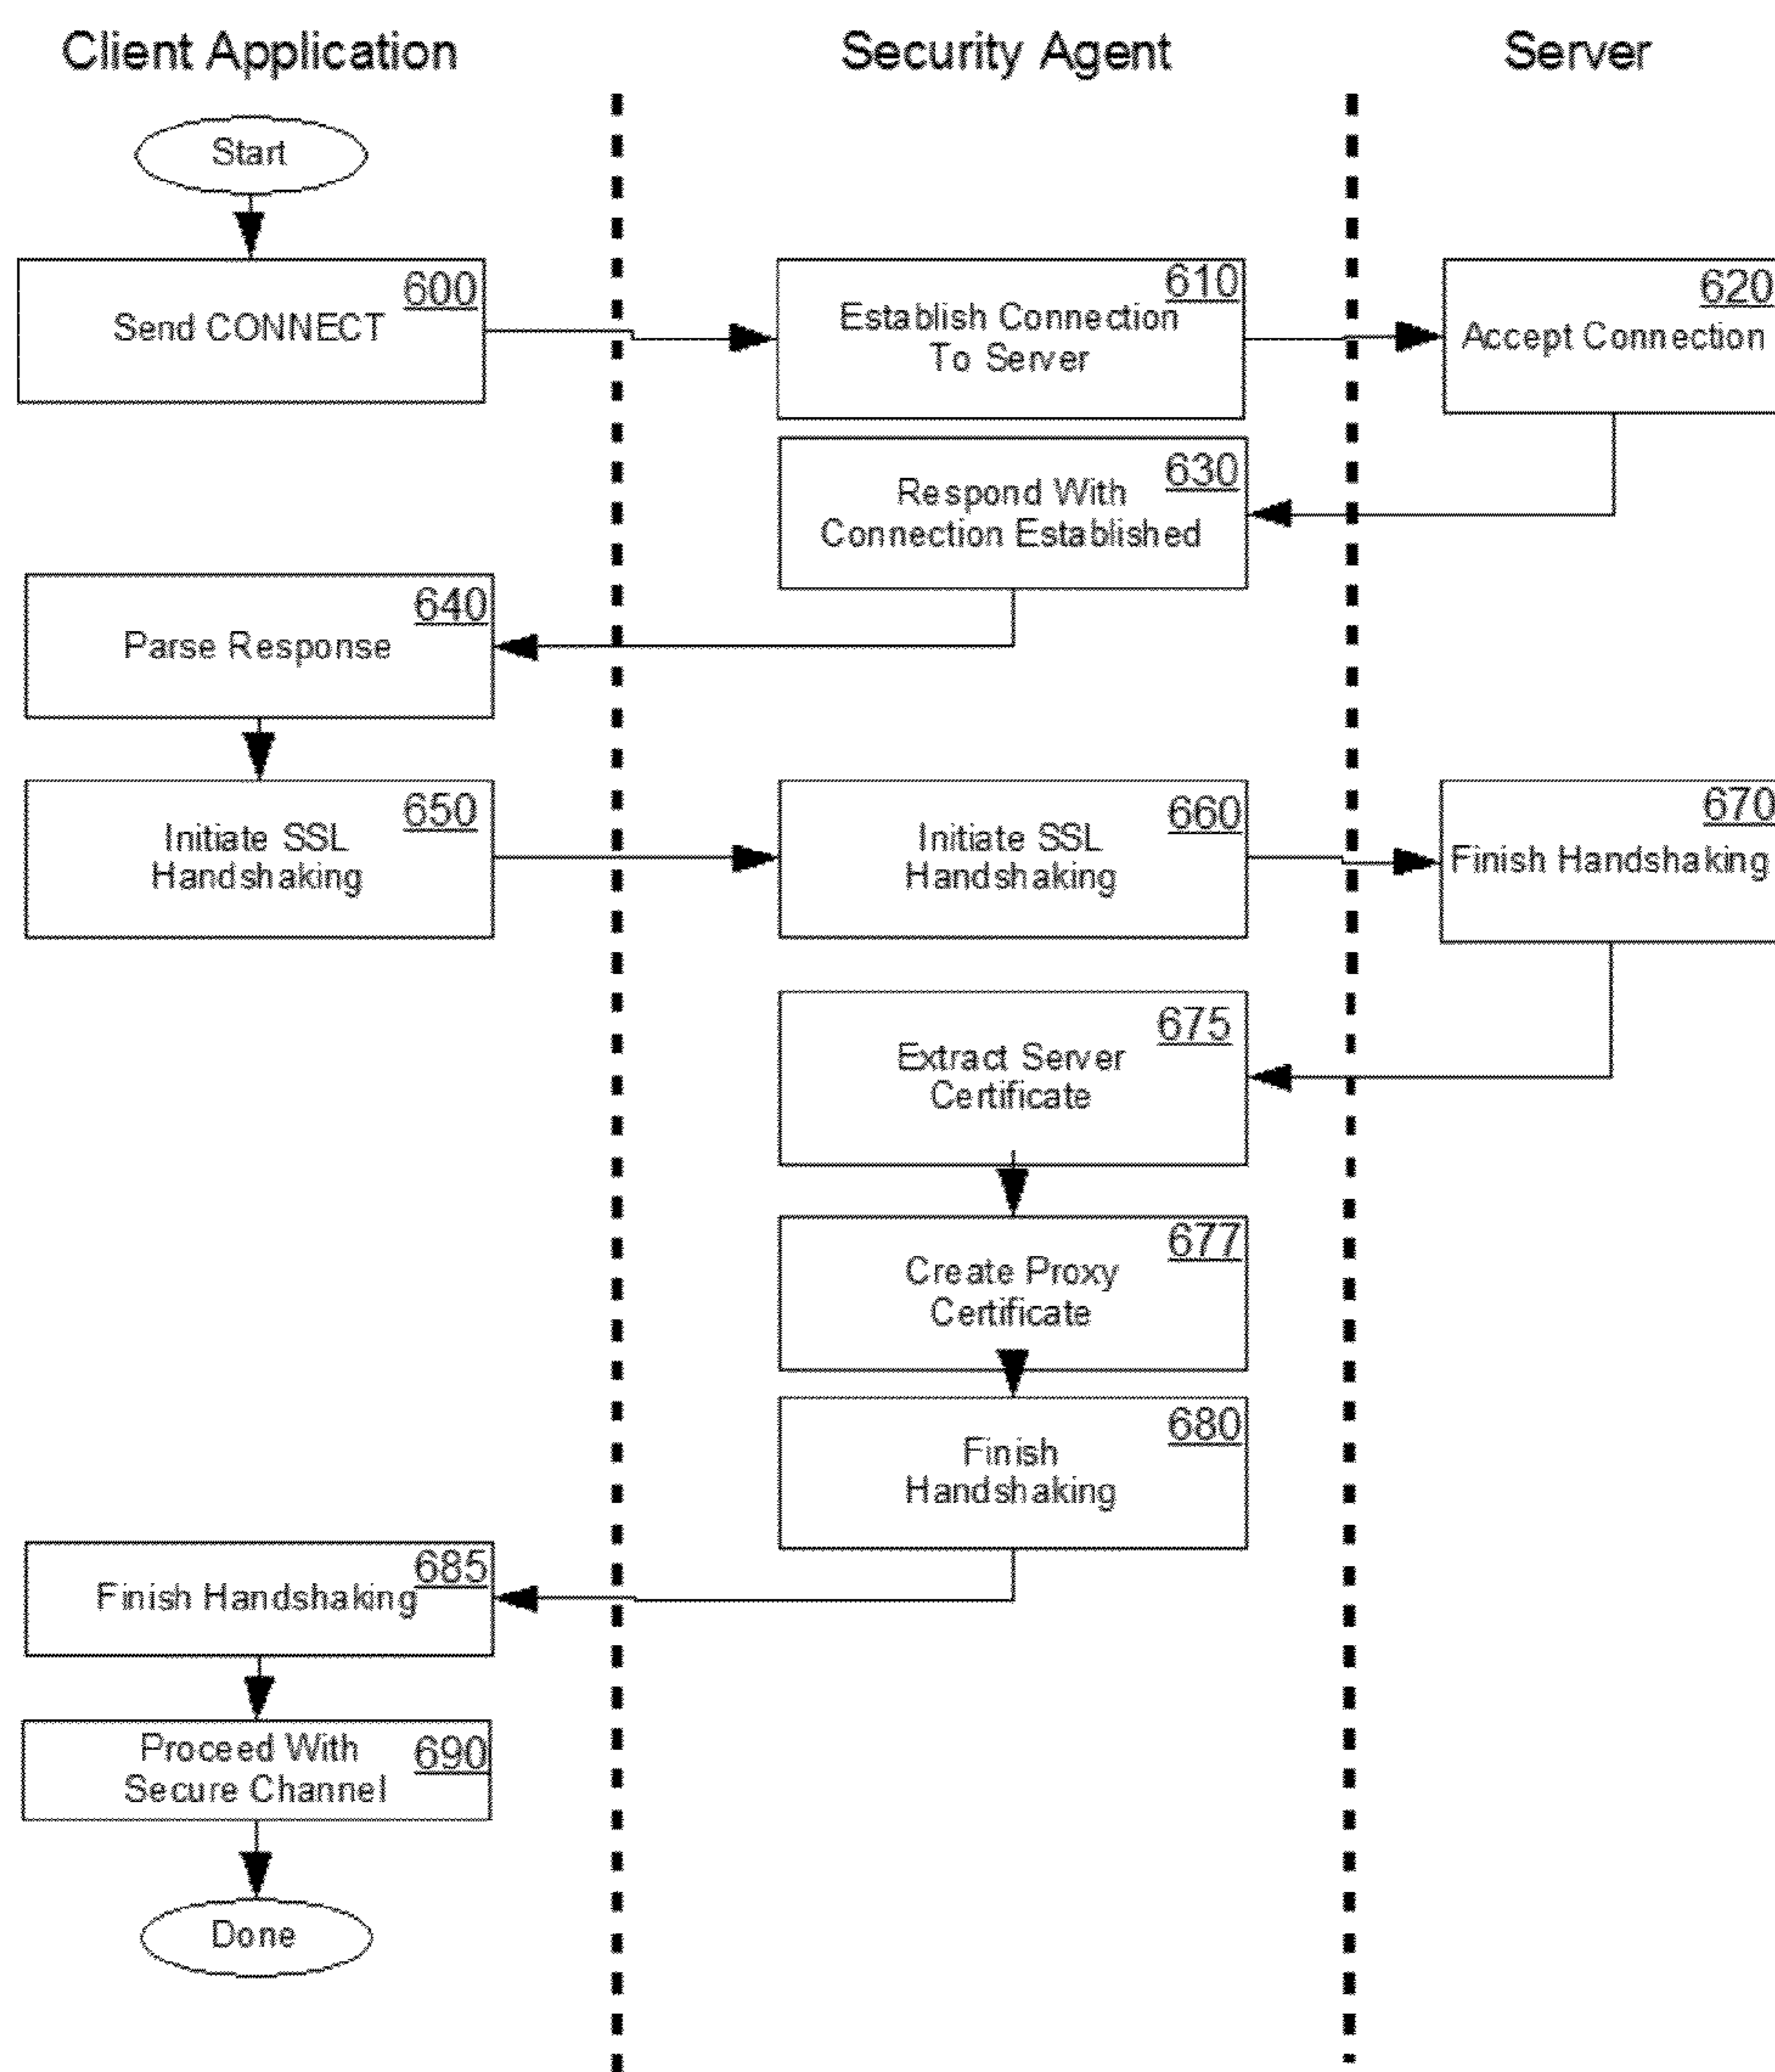 Client Application
Security Agent
Server
Start
600
Send CONNECT
610
Establish Connection
To Server
620
Accept Connection
630
Respond With
Connection Established
640
Parse Response
650
Initiate SSL
Handshaking
660
Initiate SSL
Handshaking
670
Finish Handshaking
675
Extract Server
Certificate
677
Create Proxy
Certificate
680
Finish
Handshaking
685
Finish Handshaking
690
Proceed With
Secure Channel
Done